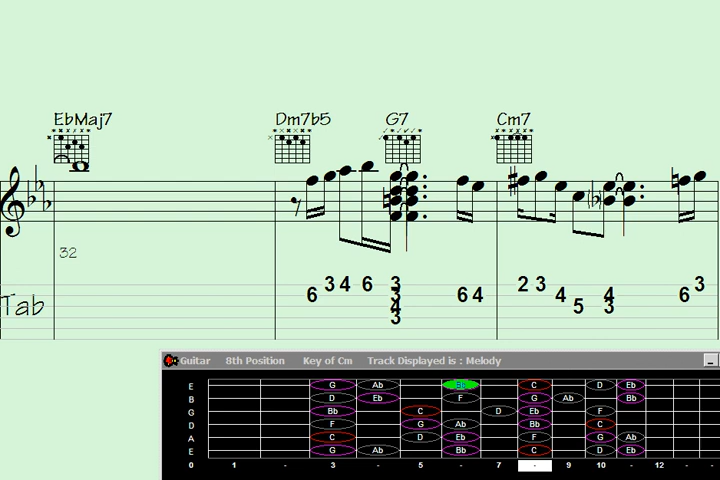 EbMaj7 Dm7b5 G7 Cm7
32
3 4 6 3 2 3 3
6 3 6 4 4 4 6
4 5 3
3
Tab
Guitar 8th Position Key of Cm Track Displayed is : Melody
E G Ab Bb C D Eb
B D Eb F G Ab Bb
G Bb C D Eb F
D F G Ab Bb C
A C D Eb F G Ab
E G Ab Bb C D Eb
0 1 - 3 - 5 - 7 - 9 10 - 12 - -